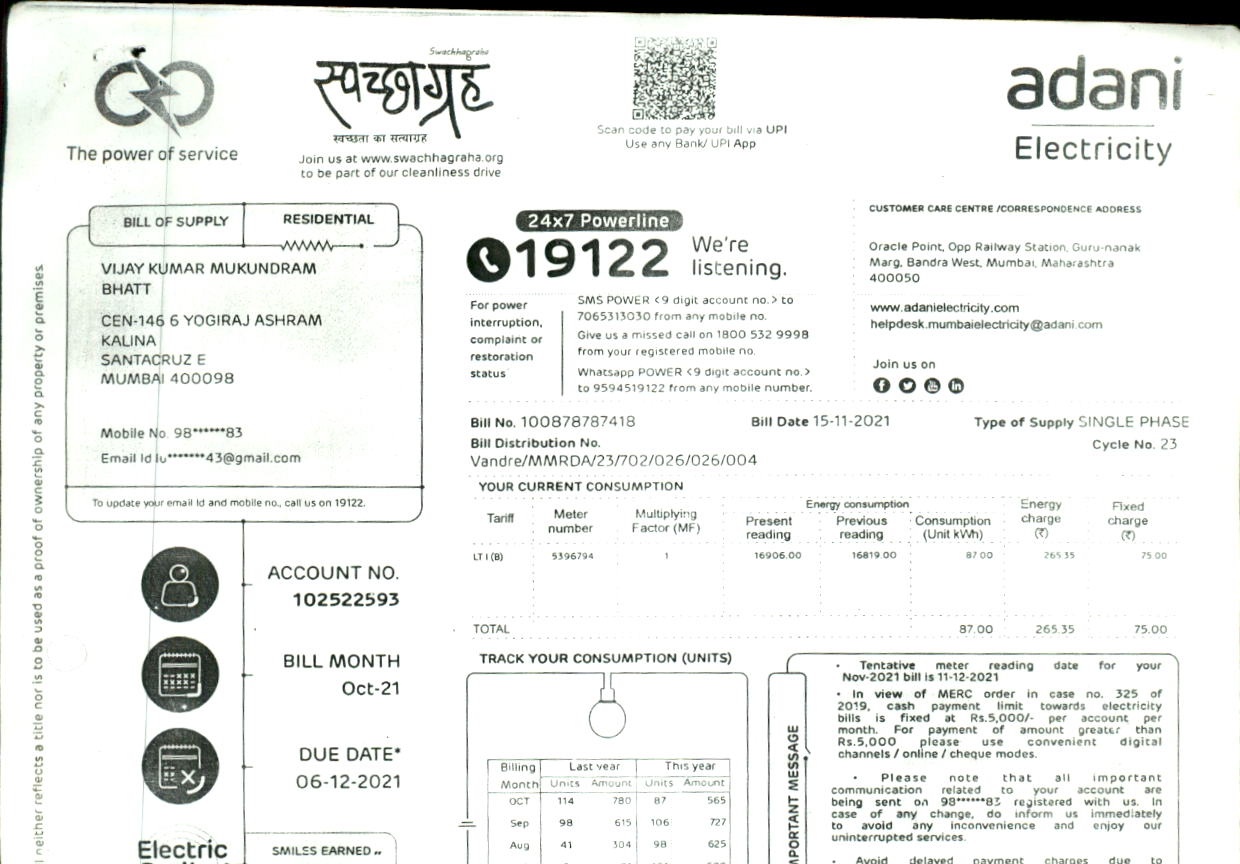 The power of service
Swachhagraha
स्वच्छाग्रह
स्वच्छता का सत्याग्रह
Join us at www.swachhagraha.org
to be part of our cleanliness drive
Scan code to pay your bill via UPI
Use any Bank/ UPI App
adani
Electricity
BILL OF SUPPLY RESIDENTIAL
VIJAY KUMAR MUKUNDRAM
BHATT
CEN-146 6 YOGIRAJ ASHRAM
KALINA
SANTACRUZ E
MUMBAI 400098
Mobile No. 98******83
Email Id lu*******43@gmail.com
To update your email Id and mobile no., call us on 19122.
24x7 Powerline
19122 We're
listening.
For power
interruption,
complaint or
restoration
status
SMS POWER <9 digit account no.> to
7065313030 from any mobile no.
Give us a missed call on 1800 532 9998
from your registered mobile no.
Whatsapp POWER <9 digit account no.>
to 9594519122 from any mobile number.
CUSTOMER CARE CENTRE /CORRESPONDENCE ADDRESS
Oracle Point, Opp Railway Station, Guru-nanak
Marg, Bandra West, Mumbai, Maharashtra
400050
www.adanielectricity.com
helpdesk.mumbaielectricity@adani.com
Join us on
Bill No. 100878787418 Bill Date 15-11-2021 Type of Supply SINGLE PHASE
Bill Distribution No. Cycle No. 23
Vandre/MMRDA/23/702/026/026/004
YOUR CURRENT CONSUMPTION
Tariff Meter number Multiplying Factor (MF) Energy consumption Present reading Previous reading Consumption (Unit kWh) Energy charge (₹) Fixed charge (₹)
LT I (B) 5396794 1 16906.00 16819.00 87.00 265.35 75.00
TOTAL 87.00 265.35 75.00
ACCOUNT NO.
102522593
BILL MONTH
Oct-21
DUE DATE*
06-12-2021
Electric
SMILES EARNED
TRACK YOUR CONSUMPTION (UNITS)
Billing Last year This year
Month Units Amount Units Amount
OCT 114 780 87 565
Sep 98 615 106 727
Aug 41 304 98 625
IMPORTANT MESSAGE
• Tentative meter reading date for your
Nov-2021 bill is 11-12-2021
• In view of MERC order in case no. 325 of
2019, cash payment limit towards electricity
bills is fixed at Rs.5,000/- per account per
month. For payment of amount greater than
Rs.5,000 please use convenient digital
channels / online / cheque modes.
• Please note that all important
communication related to your account are
being sent on 98******83 registered with us. In
case of any change, do inform us immediately
to avoid any inconvenience and enjoy our
uninterrupted services.
• Avoid delayed payment charges due to
neither reflects a title nor is to be used as a proof of ownership of any property or premises.